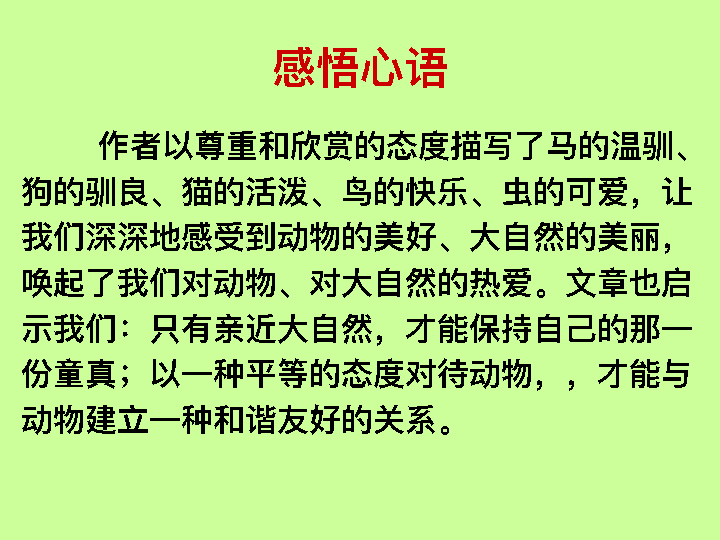 感悟心语
作者以尊重和欣赏的态度描写了马的温驯、
狗的驯良、猫的活泼、鸟的快乐、虫的可爱，让
我们深深地感受到动物的美好、大自然的美丽，
唤起了我们对动物、对大自然的热爱。文章也启
示我们：只有亲近大自然，才能保持自己的那一
份童真；以一种平等的态度对待动物，，才能与
动物建立一种和谐友好的关系。